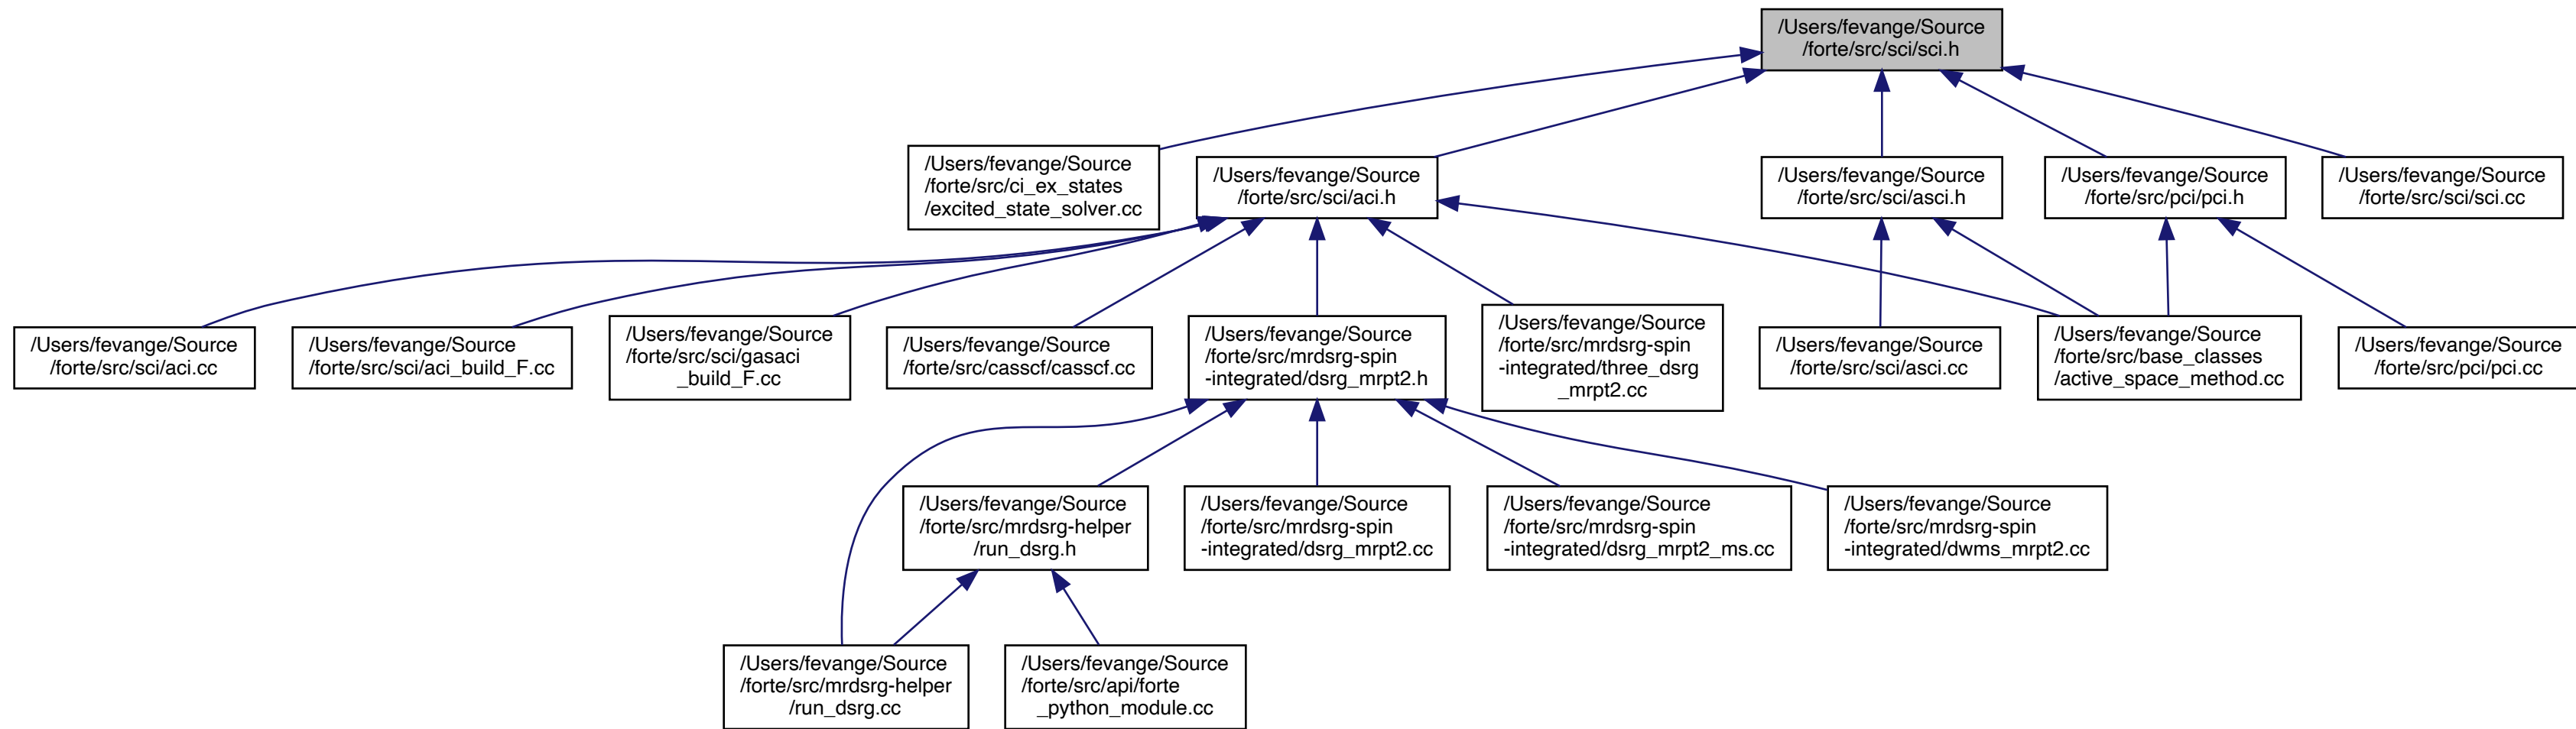 /Users/fevange/Source
/forte/src/sci/sci.h
/Users/fevange/Source
/forte/src/ci_ex_states
/excited_state_solver.cc
/Users/fevange/Source
/forte/src/sci/aci.h
/Users/fevange/Source
/forte/src/sci/asci.h
/Users/fevange/Source
/forte/src/pci/pci.h
/Users/fevange/Source
/forte/src/sci/sci.cc
/Users/fevange/Source
/forte/src/sci/aci.cc
/Users/fevange/Source
/forte/src/sci/aci_build_F.cc
/Users/fevange/Source
/forte/src/sci/gasaci
_build_F.cc
/Users/fevange/Source
/forte/src/casscf/casscf.cc
/Users/fevange/Source
/forte/src/mrdsrg-spin
-integrated/dsrg_mrpt2.h
/Users/fevange/Source
/forte/src/mrdsrg-spin
-integrated/three_dsrg
_mrpt2.cc
/Users/fevange/Source
/forte/src/sci/asci.cc
/Users/fevange/Source
/forte/src/base_classes
/active_space_method.cc
/Users/fevange/Source
/forte/src/pci/pci.cc
/Users/fevange/Source
/forte/src/mrdsrg-helper
/run_dsrg.h
/Users/fevange/Source
/forte/src/mrdsrg-spin
-integrated/dsrg_mrpt2.cc
/Users/fevange/Source
/forte/src/mrdsrg-spin
-integrated/dsrg_mrpt2_ms.cc
/Users/fevange/Source
/forte/src/mrdsrg-spin
-integrated/dwms_mrpt2.cc
/Users/fevange/Source
/forte/src/mrdsrg-helper
/run_dsrg.cc
/Users/fevange/Source
/forte/src/api/forte
_python_module.cc